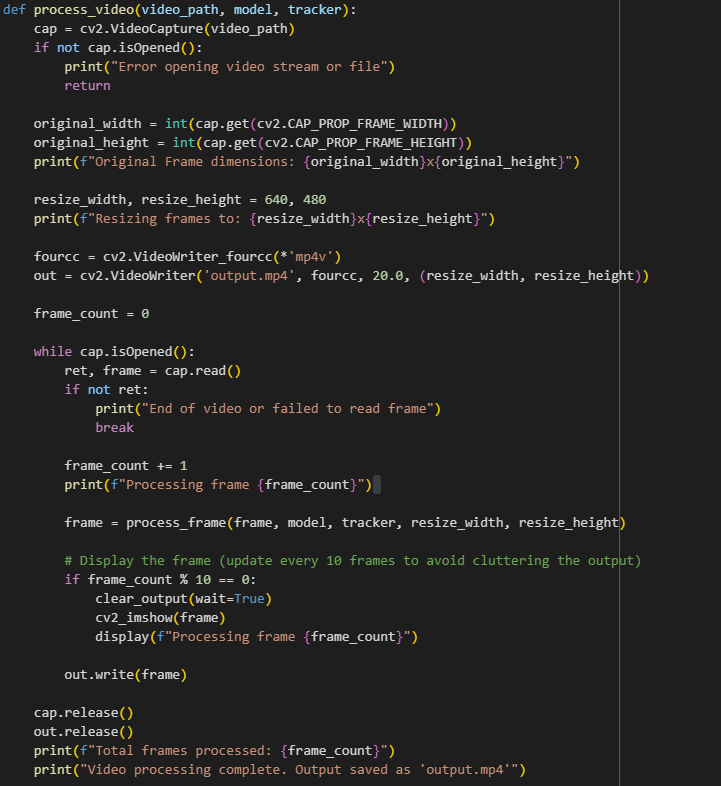 def process_video(video_path, model, tracker):
    cap = cv2.VideoCapture(video_path)
    if not cap.isOpened():
        print("Error opening video stream or file")
        return

    original_width = int(cap.get(cv2.CAP_PROP_FRAME_WIDTH))
    original_height = int(cap.get(cv2.CAP_PROP_FRAME_HEIGHT))
    print(f"Original Frame dimensions: {original_width}x{original_height}")

    resize_width, resize_height = 640, 480
    print(f"Resizing frames to: {resize_width}x{resize_height}")

    fourcc = cv2.VideoWriter_fourcc(*'mp4v')
    out = cv2.VideoWriter('output.mp4', fourcc, 20.0, (resize_width, resize_height))

    frame_count = 0

    while cap.isOpened():
        ret, frame = cap.read()
        if not ret:
            print("End of video or failed to read frame")
            break

        frame_count += 1
        print(f"Processing frame {frame_count}")

        frame = process_frame(frame, model, tracker, resize_width, resize_height)

        # Display the frame (update every 10 frames to avoid cluttering the output)
        if frame_count % 10 == 0:
            clear_output(wait=True)
            cv2_imshow(frame)
            display(f"Processing frame {frame_count}")

        out.write(frame)

    cap.release()
    out.release()
    print(f"Total frames processed: {frame_count}")
    print("Video processing complete. Output saved as 'output.mp4'")